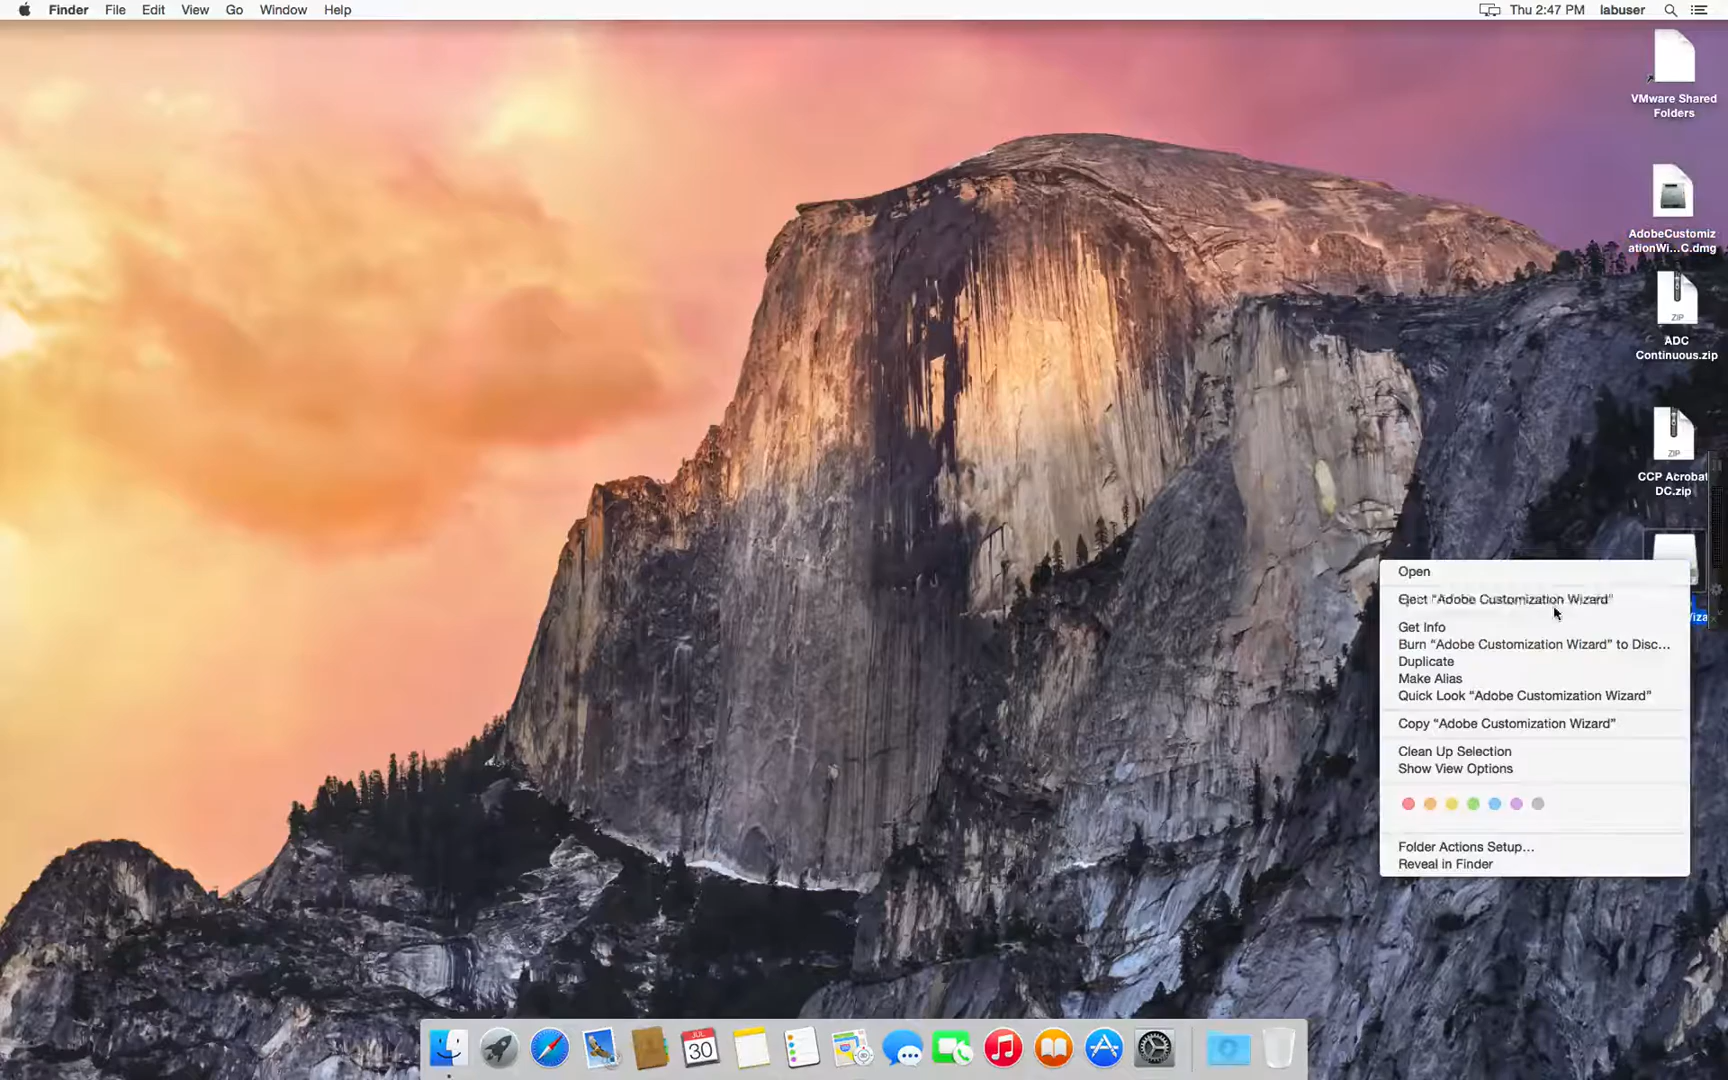 Finder File Edit View Go Window Help
Thu 2:47 PM labuser
VMware Shared
Folders
AdobeCustomiz
ationWi...C.dmg
ZIP
ADC
Continuous.zip
ZIP
CCP Acrobat
DC.zip
Open
Eject “Adobe Customization Wizard”
Get Info
Burn “Adobe Customization Wizard” to Disc...
Duplicate
Make Alias
Quick Look “Adobe Customization Wizard”
Copy “Adobe Customization Wizard”
Clean Up Selection
Show View Options
Folder Actions Setup...
Reveal in Finder
JUL
30